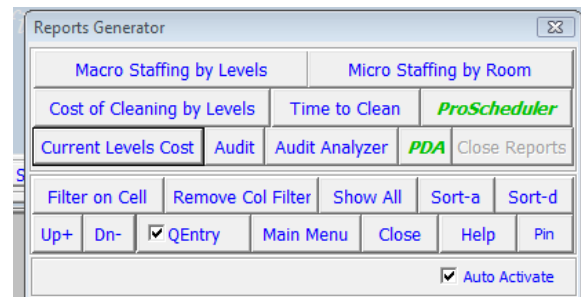 Reports Generator
Macro Staffing by Levels Micro Staffing by Room
Cost of Cleaning by Levels Time to Clean ProScheduler
Current Levels Cost Audit Audit Analyzer PDA Close Reports
Filter on Cell Remove Col Filter Show All Sort-a Sort-d
Up+ Dn- QEntry Main Menu Close Help Pin
Auto Activate